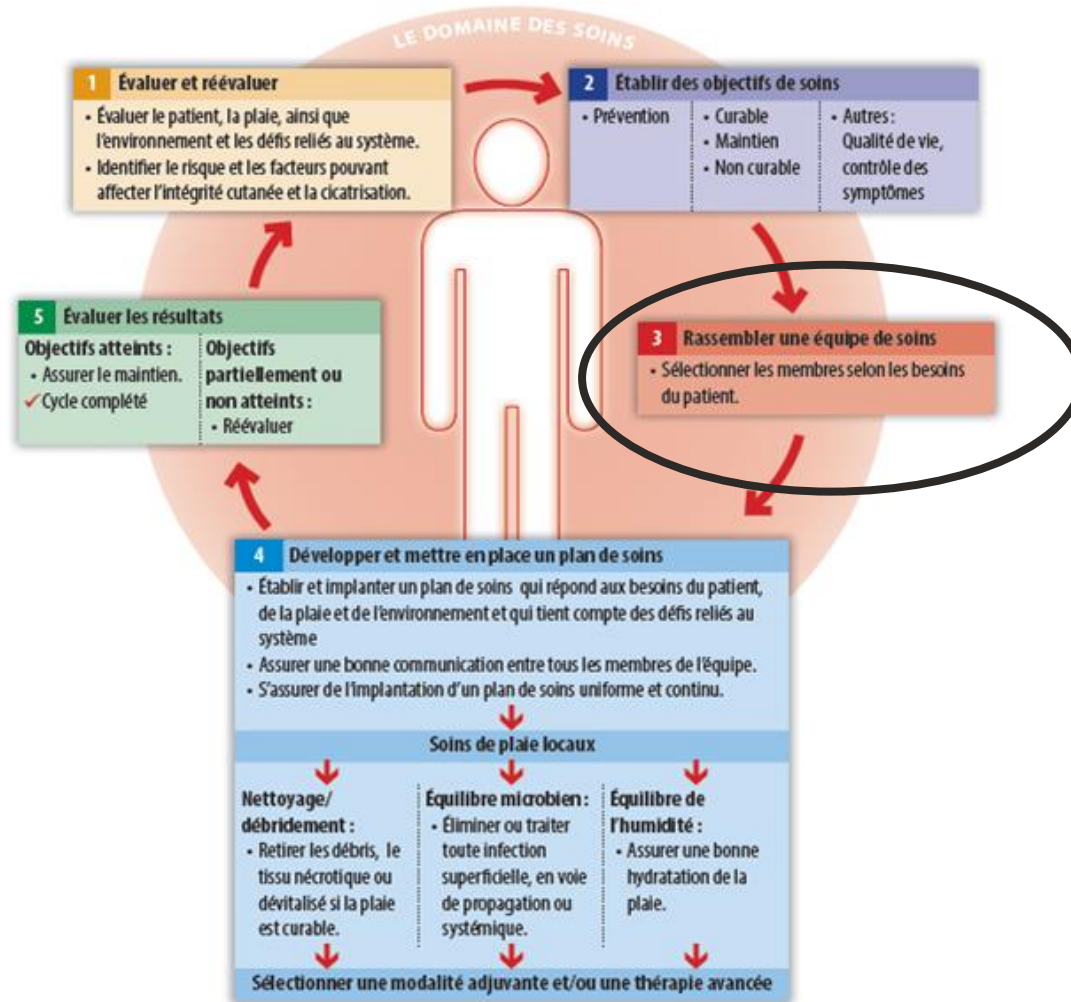 LE DOMAINE DES SOINS
1 Évaluer et réévaluer
• Évaluer le patient, la plaie, ainsi que
l'environnement et les défis reliés au système.
• Identifier le risque et les facteurs pouvant
affecter l'intégrité cutanée et la cicatrisation.
2 Établir des objectifs de soins
• Prévention
• Curable
• Maintien
• Non curable
• Autres :
Qualité de vie,
contrôle des
symptômes
3 Rassembler une équipe de soins
• Sélectionner les membres selon les besoins
du patient.
4 Développer et mettre en place un plan de soins
• Établir et implanter un plan de soins qui répond aux besoins du patient,
de la plaie et de l'environnement et qui tient compte des défis reliés au
système
• Assurer une bonne communication entre tous les membres de l'équipe.
• S'assurer de l'implantation d'un plan de soins uniforme et continu.
Soins de plaie locaux
Nettoyage/
débridement :
• Retirer les débris, le
tissu nécrotique ou
dévitalisé si la plaie
est curable.
Équilibre microbien :
• Éliminer ou traiter
toute infection
superficielle, en voie
de propagation ou
systémique.
Équilibre de
l'humidité :
• Assurer une bonne
hydratation de la
plaie.
Sélectionner une modalité adjuvante et/ou une thérapie avancée
5 Évaluer les résultats
Objectifs atteints :
• Assurer le maintien.
✓ Cycle complété
Objectifs
partiellement ou
non atteints :
• Réévaluer